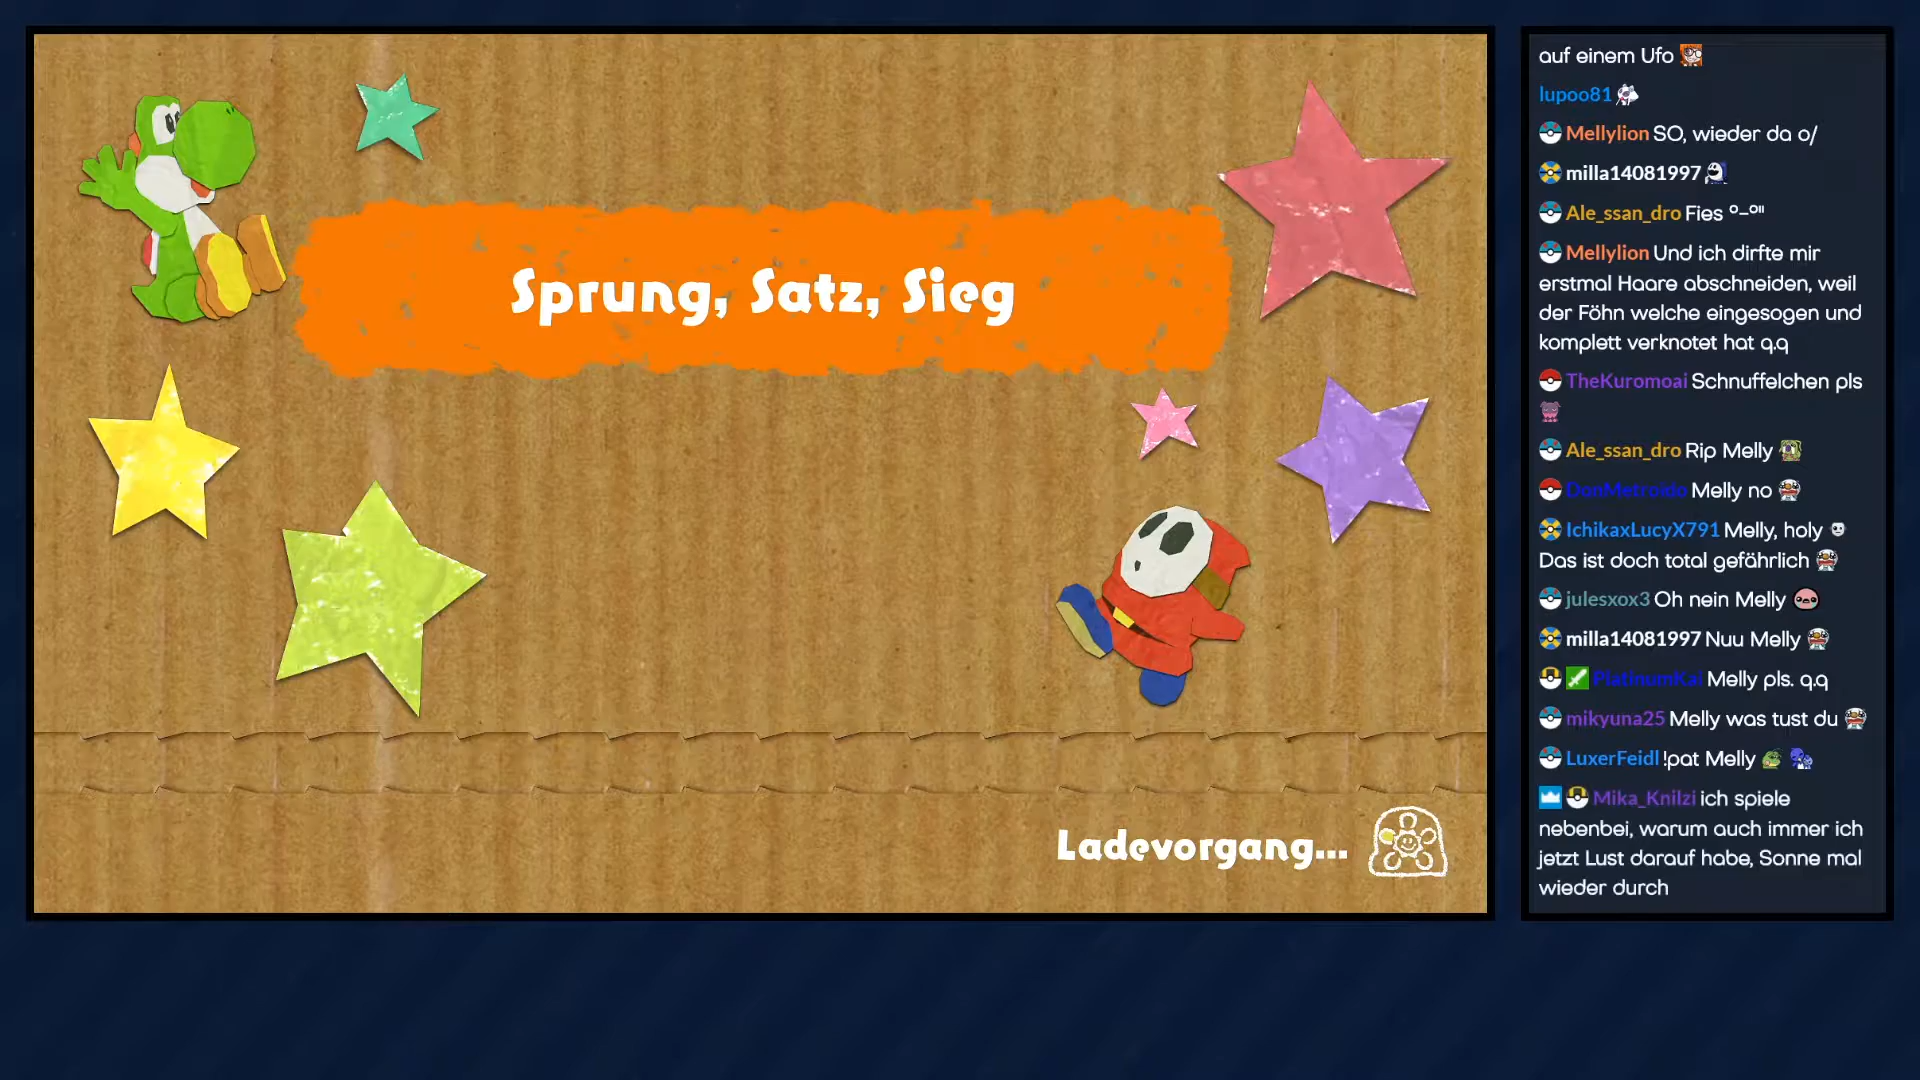 Sprung, Satz, Sieg
Ladevorgang...
auf einem Ufo
lupoo81
Mellylion SO, wieder da o/
milla14081997
Ale_ssan_dro Fies °-°"
Mellylion Und ich dirfte mir
erstmal Haare abschneiden, weil
der Föhn welche eingesogen und
komplett verknotet hat q.q
TheKuromoai Schnuffelchen pls
Ale_ssan_dro Rip Melly
DonMetroido Melly no
IchikaxLucyX791 Melly, holy
Das ist doch total gefährlich
julesxox3 Oh nein Melly
milla14081997 Nuu Melly
PlatinumKai Melly pls. q.q
mikyuna25 Melly was tust du
LuxerFeidl !pat Melly
Mika_Knilzi ich spiele
nebenbei, warum auch immer ich
jetzt Lust darauf habe, Sonne mal
wieder durch